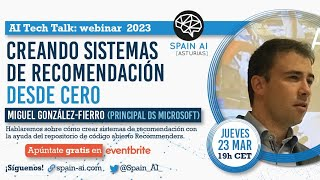 AI Tech Talk: webinar 2023
CREANDO SISTEMAS
DE RECOMENDACIÓN
DESDE CERO
MIGUEL GONZÁLEZ-FIERRO (PRINCIPAL DS MICROSOFT)
Hablaremos sobre cómo crear sistemas de recomendación con
la ayuda del repositorio de código abierto Recommenders.
Apúntate gratis en eventbrite
¡Síguenos! spain-ai.com @Spain_AI_
SPAIN AI
[ASTURIAS]
JUEVES
23 MAR
19h CET